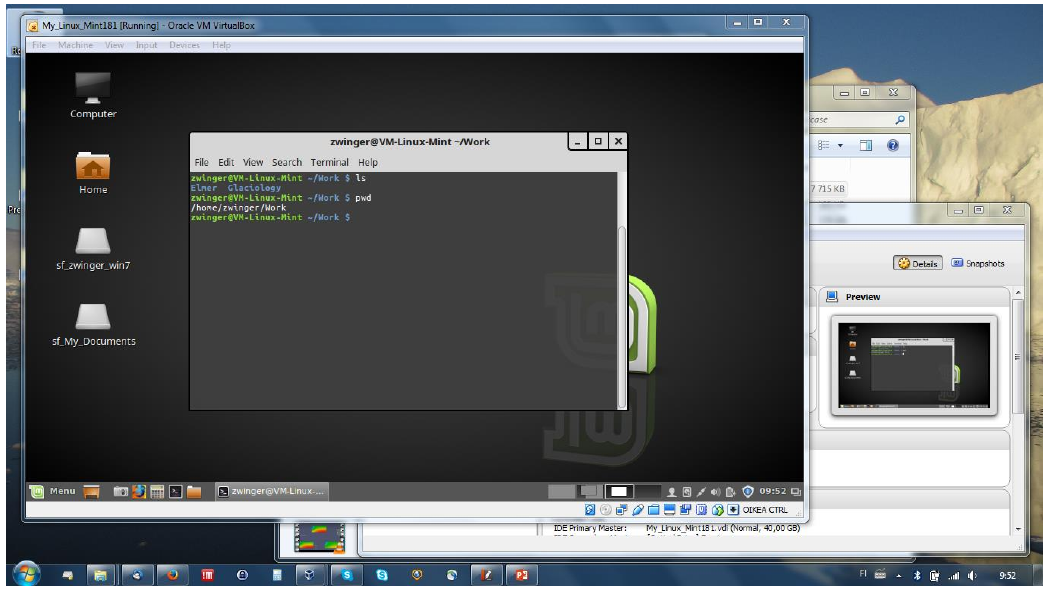 My_Linux_Mint181 [Running] - Oracle VM VirtualBox
File Machine View Input Devices Help
Computer
Home
sf_zwinger_win7
sf_My_Documents
zwinger@VM-Linux-Mint ~/Work
File Edit View Search Terminal Help
zwinger@VM-Linux-Mint ~/Work $ ls
Elmer Glaciology
zwinger@VM-Linux-Mint ~/Work $ pwd
/home/zwinger/Work
zwinger@VM-Linux-Mint ~/Work $
7 715 KB
Details Snapshots
Preview
Menu zwinger@VM-Linux-... 09:52
OIKEA CTRL
IDE Primary Master: My_Linux_Mint181.vdi (Normal, 40,00 GB)
FI 9:52